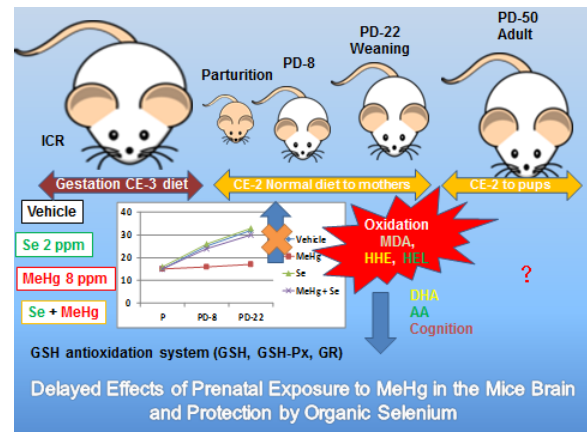 PD-50
Adult
PD-22
Weaning
PD-8
Parturition
ICR
Gestation CE-3 diet
CE-2 Normal diet to mothers
CE-2 to pups
Vehicle
Se 2 ppm
MeHg 8 ppm
Se + MeHg
40
30
20
10
0
P
PD-8
PD-22
Vehicle
MeHg
Se
MeHg + Se
Oxidation
MDA,
HHE, HEL
?
DHA
AA
Cognition
GSH antioxidation system (GSH, GSH-Px, GR)
Delayed Effects of Prenatal Exposure to MeHg in the Mice Brain
and Protection by Organic Selenium